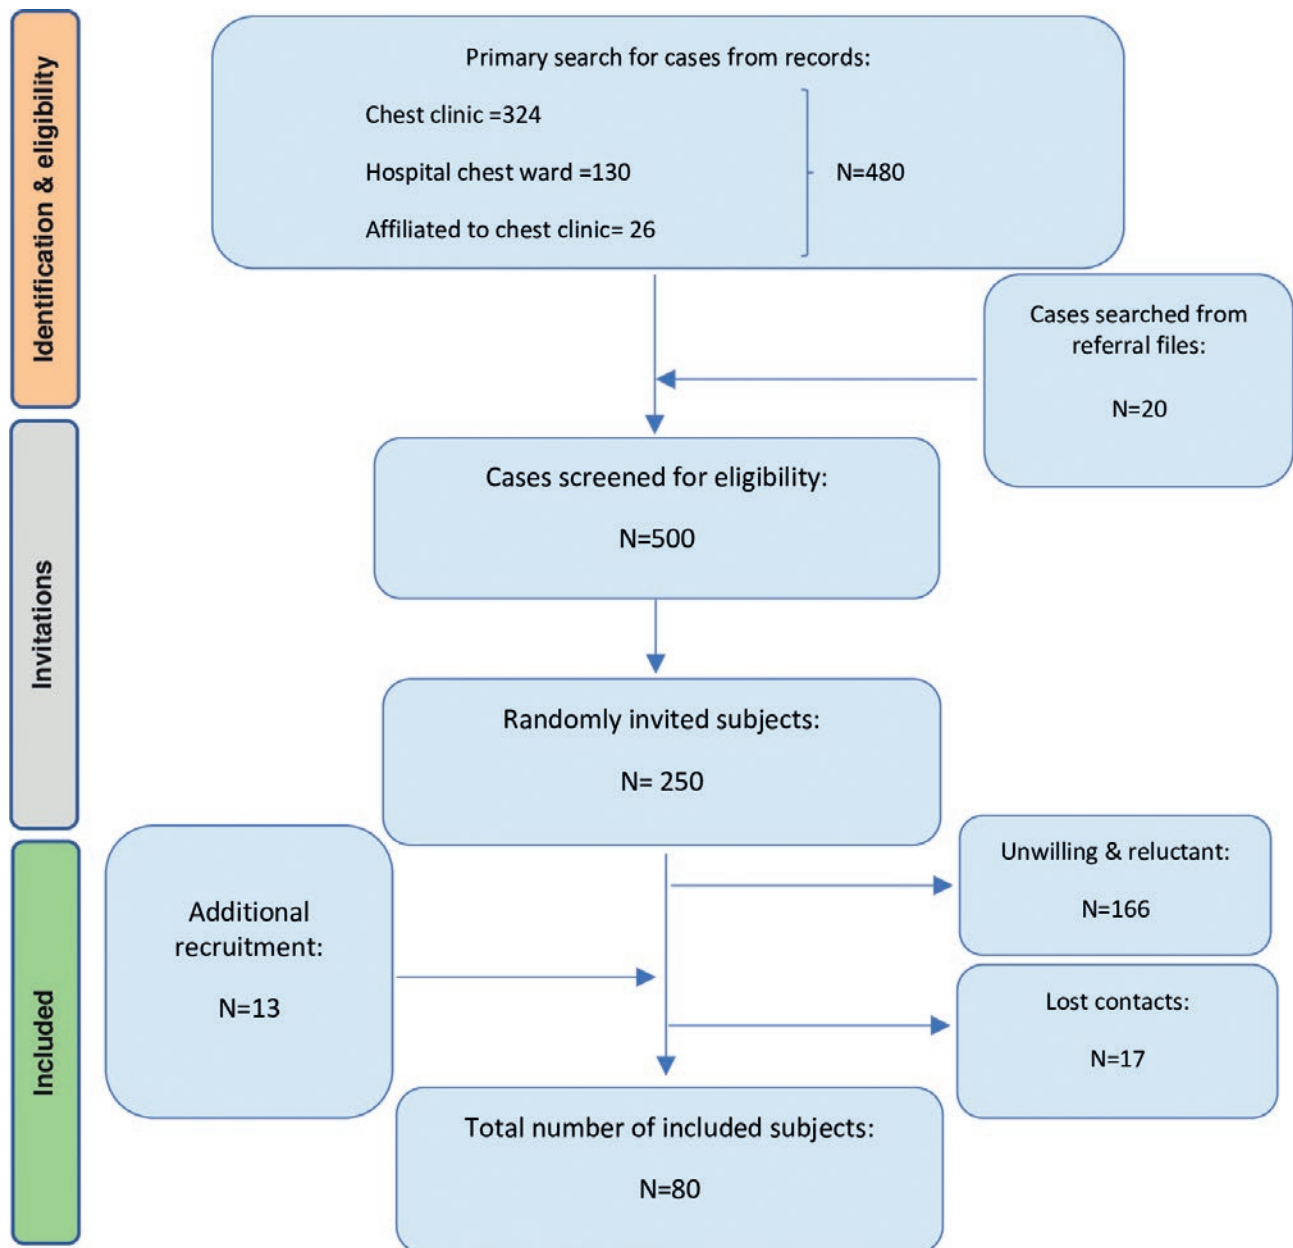 Identification & eligibility
Primary search for cases from records:
Chest clinic =324
Hospital chest ward =130
N=480
Affiliated to chest clinic= 26
Cases searched from
referral files:
N=20
Invitations
Cases screened for eligibility:
N=500
Randomly invited subjects:
N= 250
Included
Additional
recruitment:
N=13
Unwilling & reluctant:
N=166
Lost contacts:
N=17
Total number of included subjects:
N=80